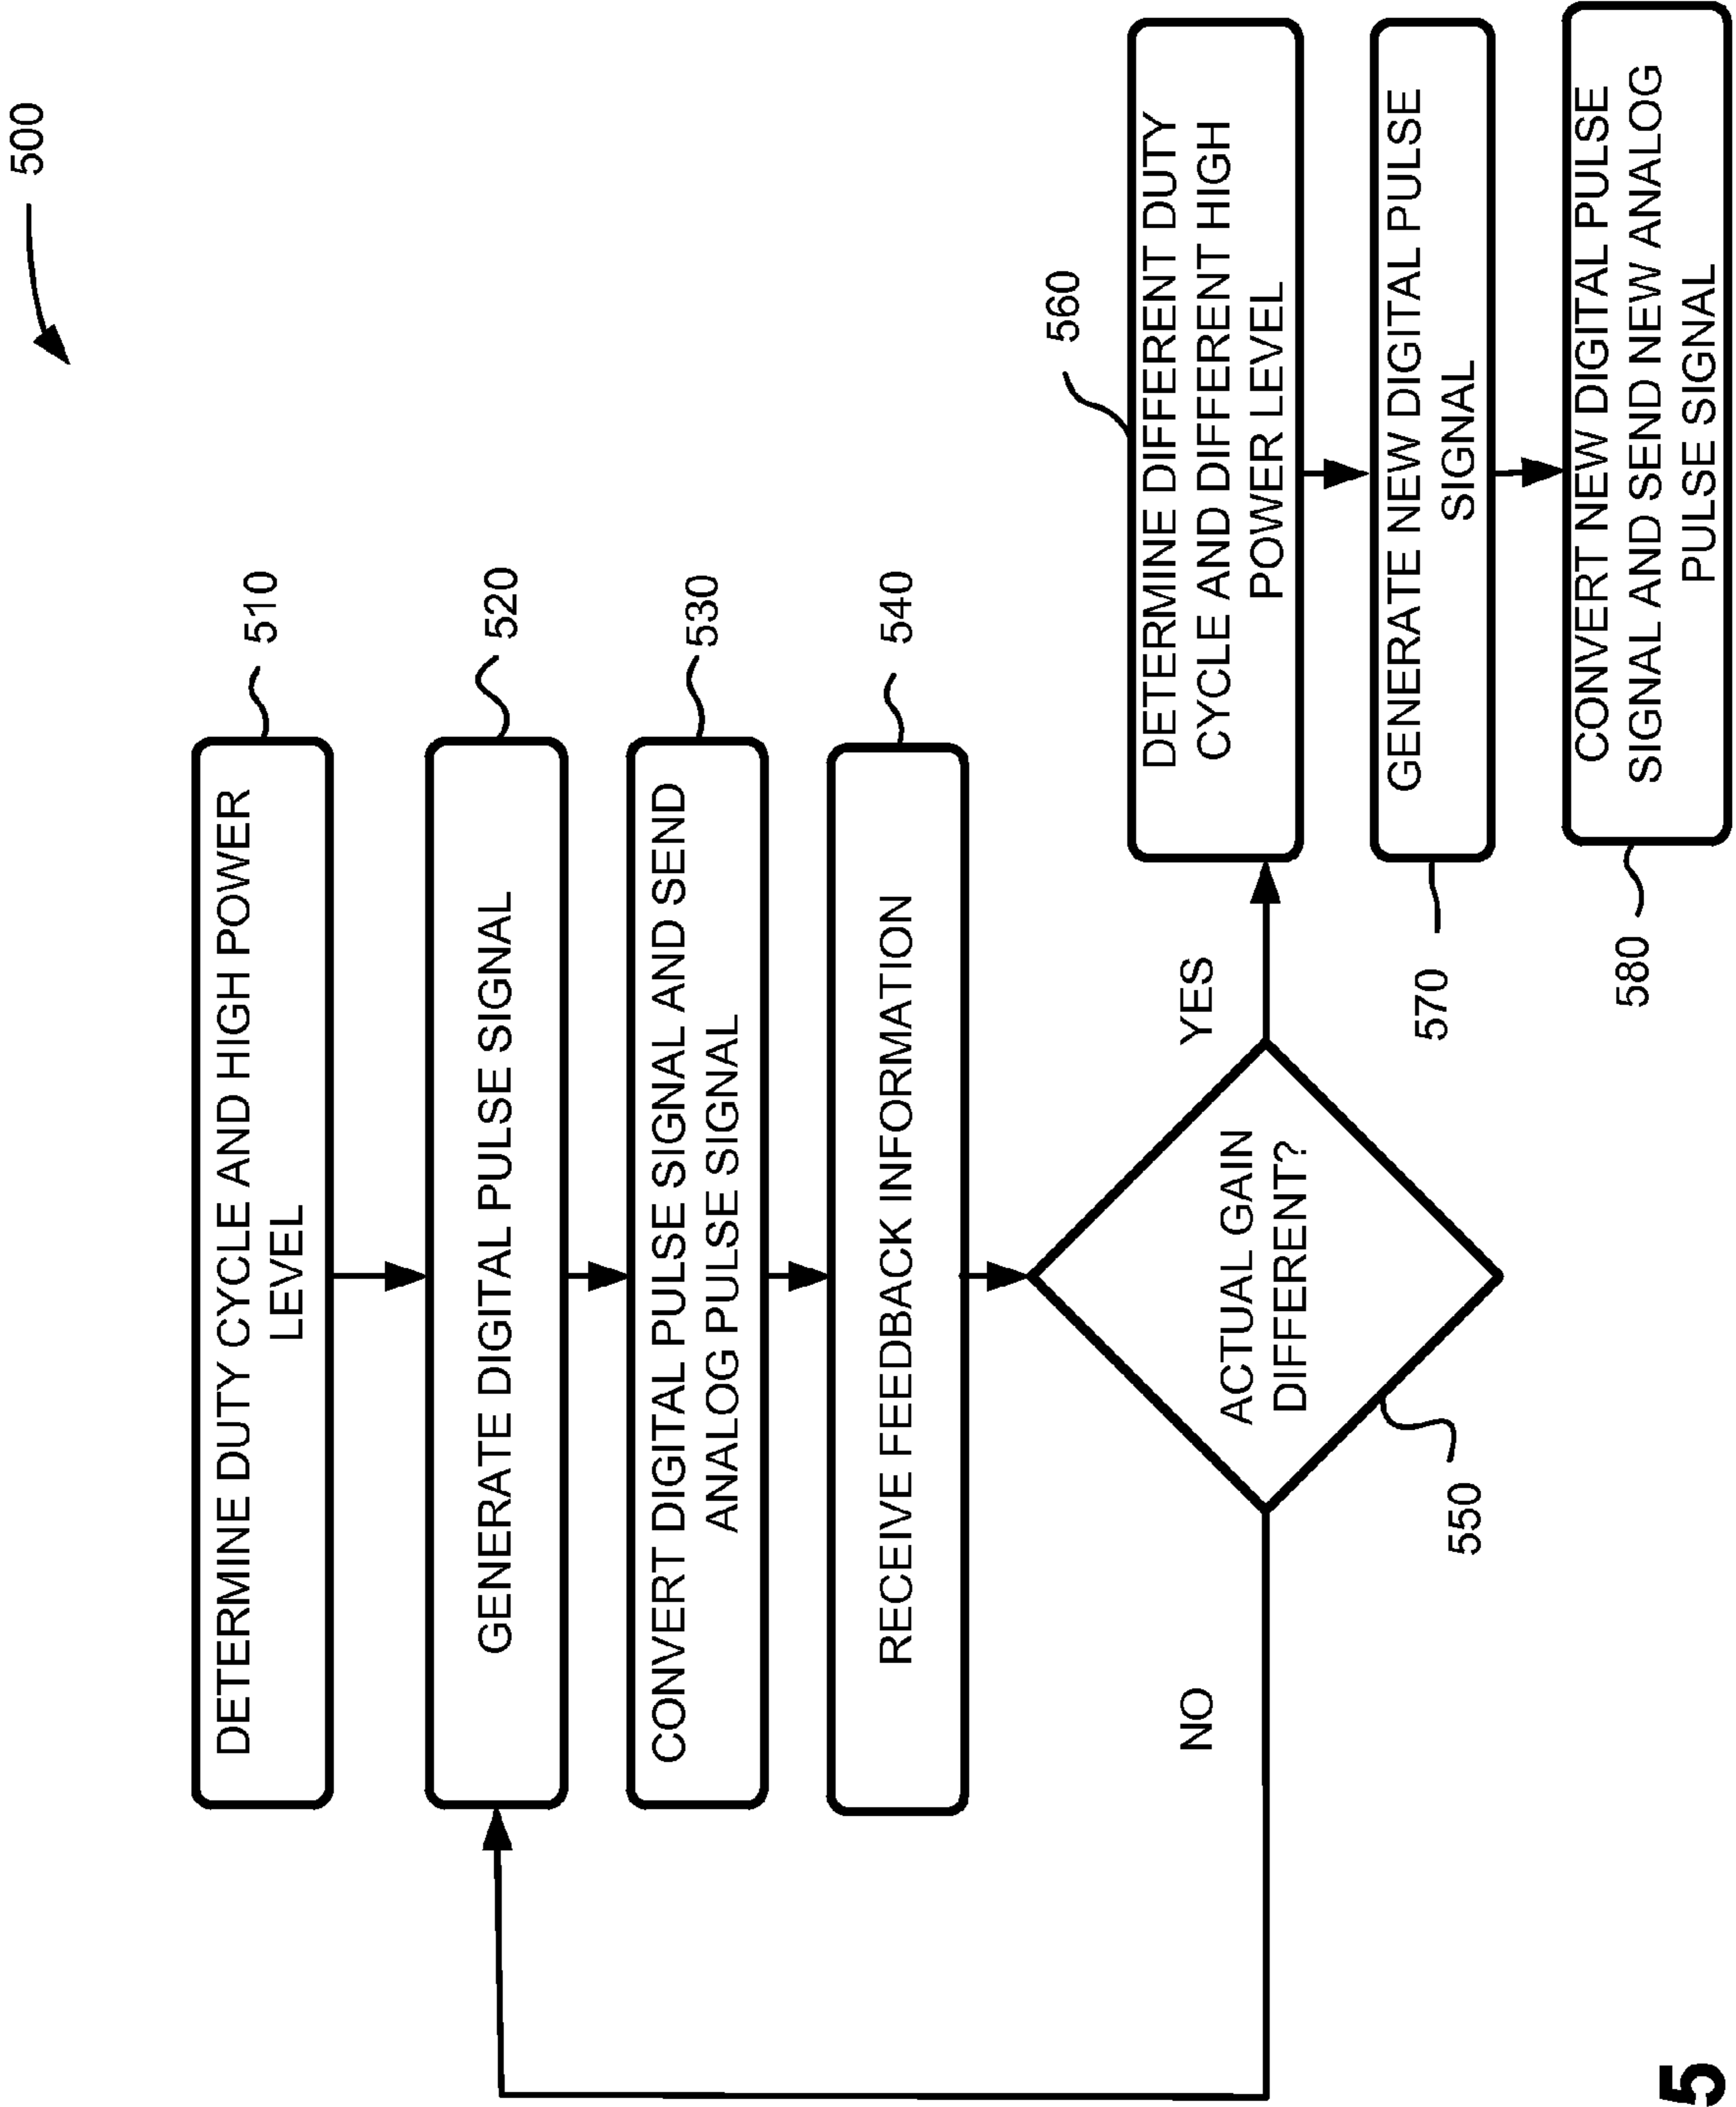 500
DETERMINE DUTY CYCLE AND HIGH POWER
LEVEL
510
GENERATE DIGITAL PULSE SIGNAL
520
CONVERT DIGITAL PULSE SIGNAL AND SEND
ANALOG PULSE SIGNAL
530
RECEIVE FEEDBACK INFORMATION
540
ACTUAL GAIN
DIFFERENT?
550
NO
YES
DETERMINE DIFFERENT DUTY
CYCLE AND DIFFERENT HIGH
POWER LEVEL
560
GENERATE NEW DIGITAL PULSE
SIGNAL
570
CONVERT NEW DIGITAL PULSE
SIGNAL AND SEND NEW ANALOG
PULSE SIGNAL
580
5